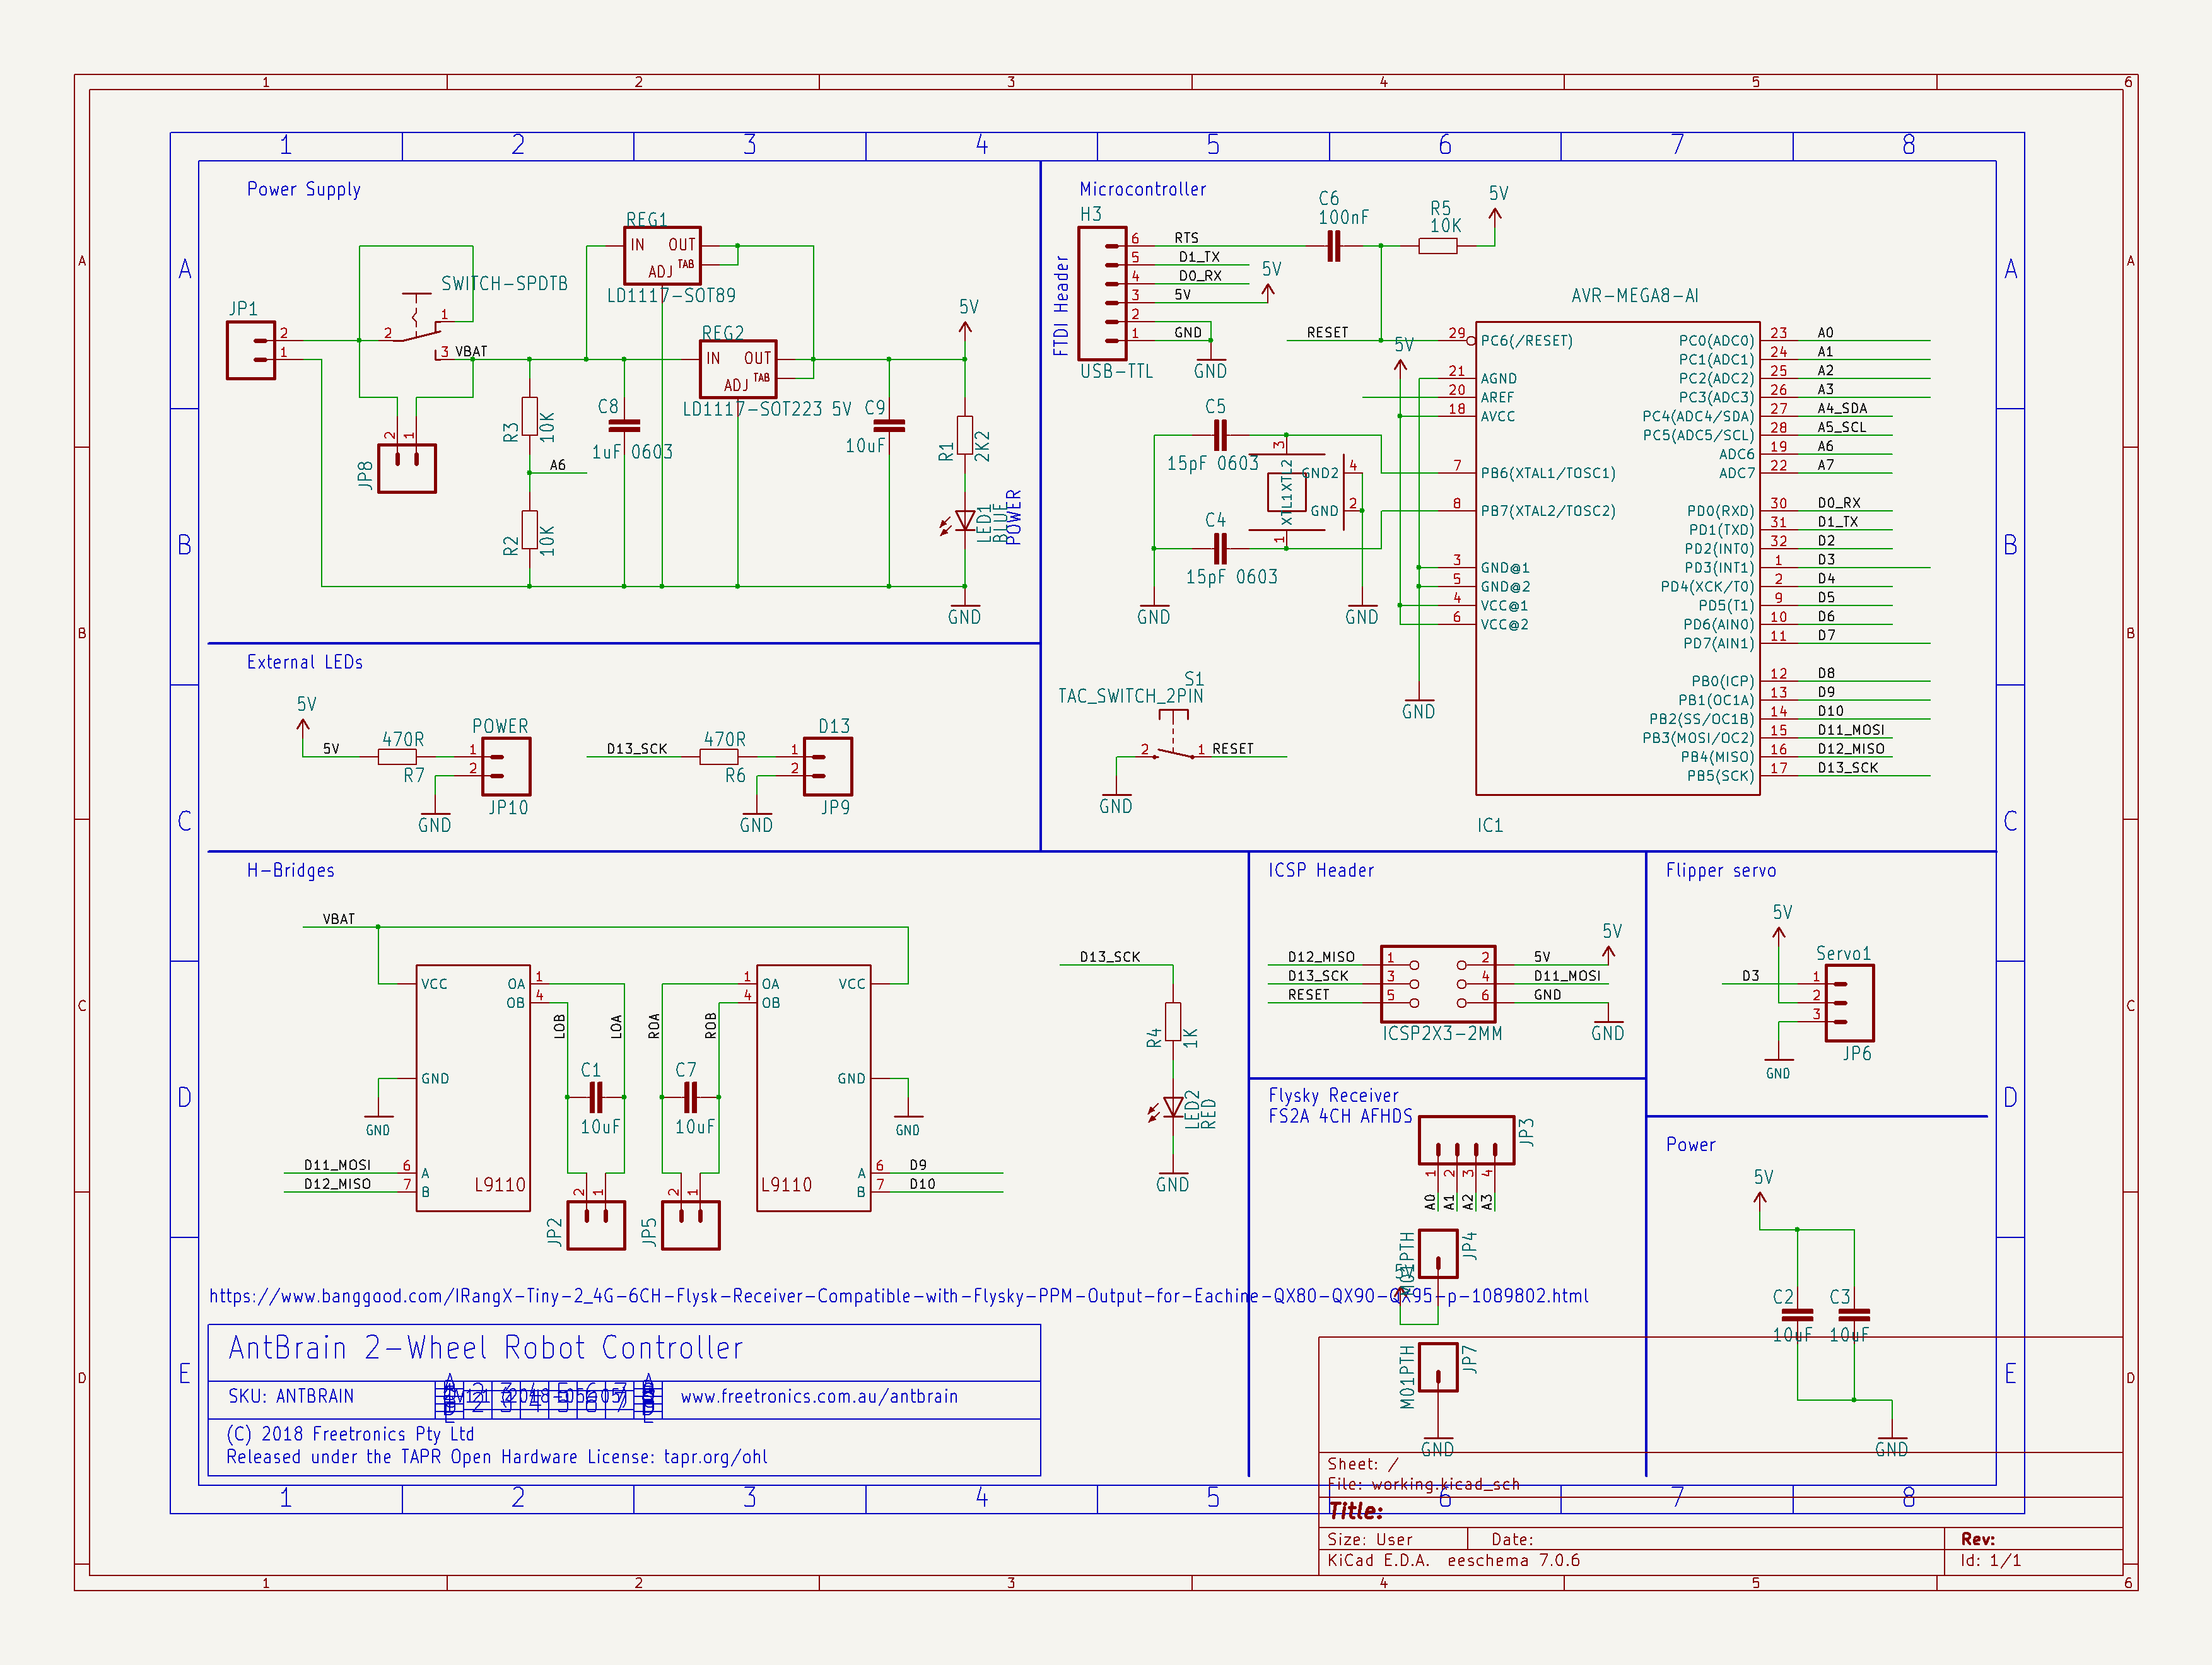 1 2 3 4 5 6
1 2 3 4 5 6 7 8
A A
A A
B B
B B
C C
C C
D D
D D
E E
Power Supply
JP1
2
1
SWITCH-SPDTB
2
1
3
VBAT
JP8
2
1
REG1
IN OUT
ADJ TAB
LD1117-SOT89
REG2
IN OUT
ADJ TAB
LD1117-SOT223 5V
R3
10K
A6
R2
10K
C8
1uF 0603
C9
10uF
5V
R1
2K2
LED1
BLUE
POWER
GND
Microcontroller
H3
FTDI Header
6 RTS
5 D1_TX
4 D0_RX
3 5V
2
1 GND
USB-TTL
5V
GND
C6
100nF
R5
10K
5V
RESET
5V
C5
15pF 0603
C4
15pF 0603
3
XTL1XTL2
1
GND2 4
GND 2
GND
GND
GND
AVR-MEGA8-AI
29 PC6(/RESET)
21 AGND
20 AREF
18 AVCC
7 PB6(XTAL1/TOSC1)
8 PB7(XTAL2/TOSC2)
3 GND@1
5 GND@2
4 VCC@1
6 VCC@2
PC0(ADC0) 23 A0
PC1(ADC1) 24 A1
PC2(ADC2) 25 A2
PC3(ADC3) 26 A3
PC4(ADC4/SDA) 27 A4_SDA
PC5(ADC5/SCL) 28 A5_SCL
ADC6 19 A6
ADC7 22 A7
PD0(RXD) 30 D0_RX
PD1(TXD) 31 D1_TX
PD2(INT0) 32 D2
PD3(INT1) 1 D3
PD4(XCK/T0) 2 D4
PD5(T1) 9 D5
PD6(AIN0) 10 D6
PD7(AIN1) 11 D7
PB0(ICP) 12 D8
PB1(OC1A) 13 D9
PB2(SS/OC1B) 14 D10
PB3(MOSI/OC2) 15 D11_MOSI
PB4(MISO) 16 D12_MISO
PB5(SCK) 17 D13_SCK
IC1
S1
TAC_SWITCH_2PIN
2 1 RESET
GND
External LEDs
5V
5V
470R
R7
POWER
1
2
JP10
GND
D13_SCK
470R
R6
D13
1
2
JP9
GND
H-Bridges
VBAT
VCC OA 1
OB 4
GND
GND
D11_MOSI 6 A
D12_MISO 7 B
L9110
LOB
LOA
C1
10uF
2 1
JP2
ROA
ROB
C7
10uF
2 1
JP5
1 OA VCC
4 OB
GND
GND
A 6 D9
B 7 D10
L9110
D13_SCK
R4
1K
LED2
RED
GND
ICSP Header
D12_MISO 1 2 5V
D13_SCK 3 4 D11_MOSI
RESET 5 6 GND
5V
ICSP2X3-2MM
GND
Flipper servo
5V
Servo1
D3 1
2
3
JP6
GND
Flysky Receiver
FS2A 4CH AFHDS
JP3
1 2 3 4
A0 A1 A2 A3
JP4
M01PTH
5V
JP7
M01PTH
GND
Power
5V
C2
10uF
C3
10uF
GND
https://www.banggood.com/IRangX-Tiny-2_4G-6CH-Flysk-Receiver-Compatible-with-Flysky-PPM-Output-for-Eachine-QX80-QX90-QX95-p-1089802.html
AntBrain 2-Wheel Robot Controller
SKU: ANTBRAIN
www.freetronics.com.au/antbrain
(C) 2018 Freetronics Pty Ltd
Released under the TAPR Open Hardware License: tapr.org/ohl
Sheet: /
File: working.kicad_sch
Title:
Size: User Date: Rev:
KiCad E.D.A. eeschema 7.0.6 Id: 1/1
1 2 3 4 5 6 7 8
1 2 3 4 5 6